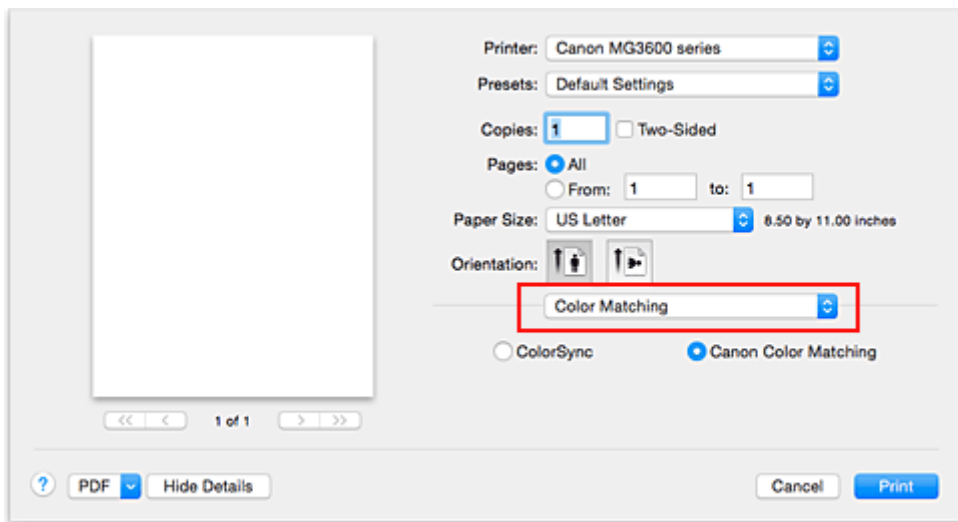 Printer: Canon MG3600 series
Presets: Default Settings
Copies: 1 Two-Sided
Pages: All
From: 1 to: 1
Paper Size: US Letter 8.50 by 11.00 inches
Orientation:
Color Matching
ColorSync Canon Color Matching
<< < 1 of 1 > >>
? PDF Hide Details Cancel Print